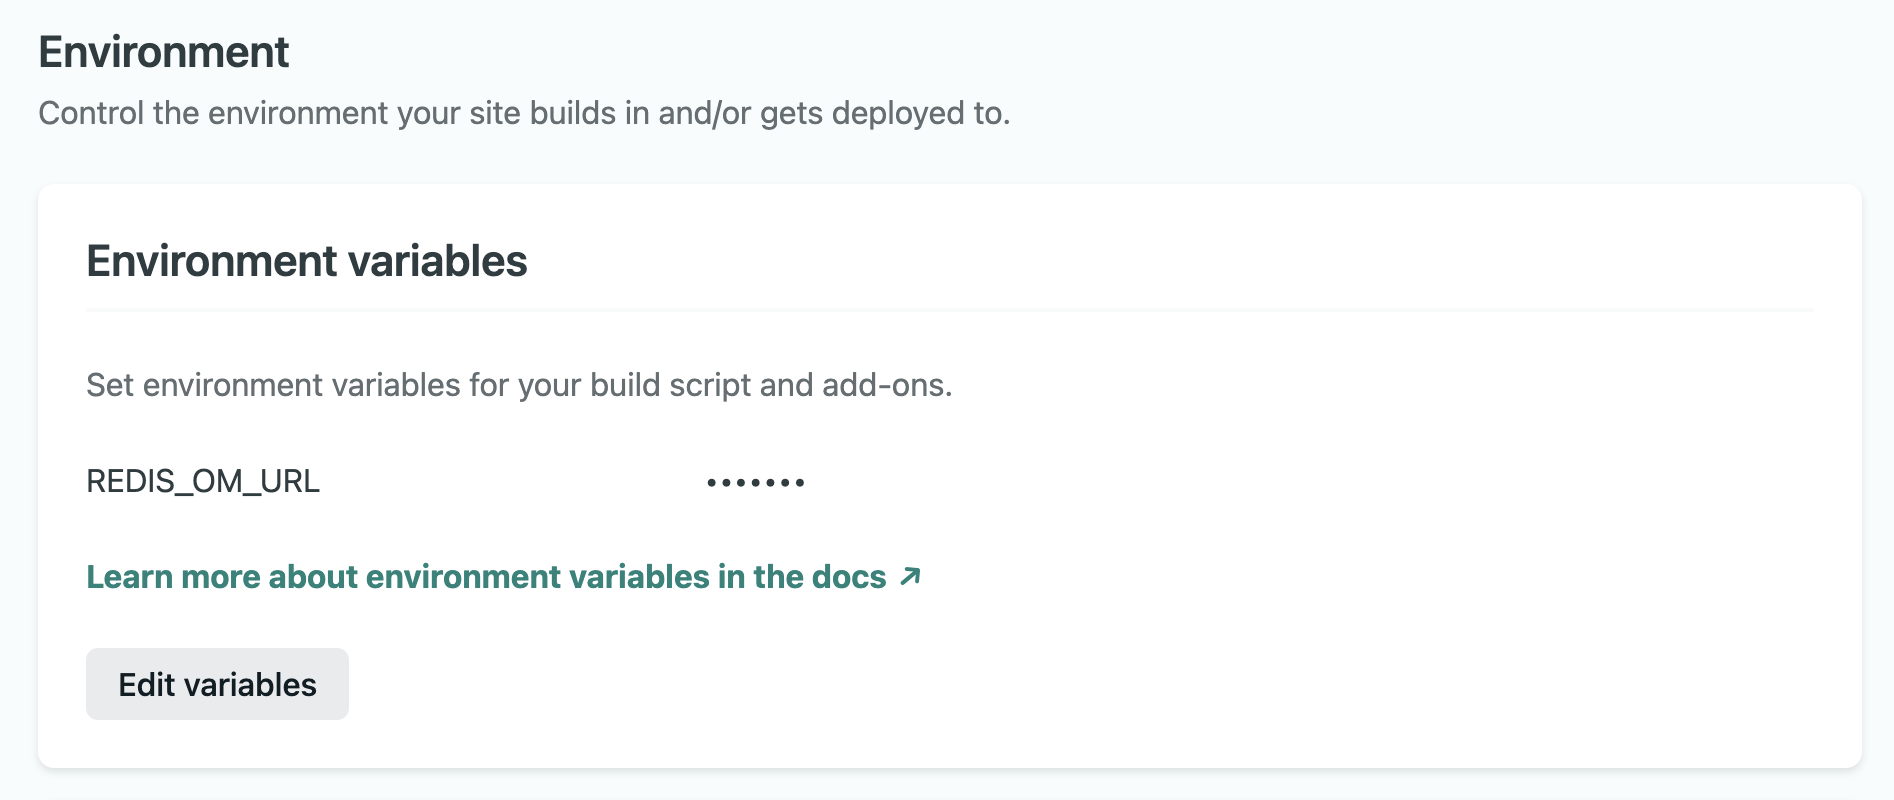 Environment
Control the environment your site builds in and/or gets deployed to.
Environment variables
Set environment variables for your build script and add-ons.
REDIS_OM_URL •••••••
Learn more about environment variables in the docs ↗
Edit variables